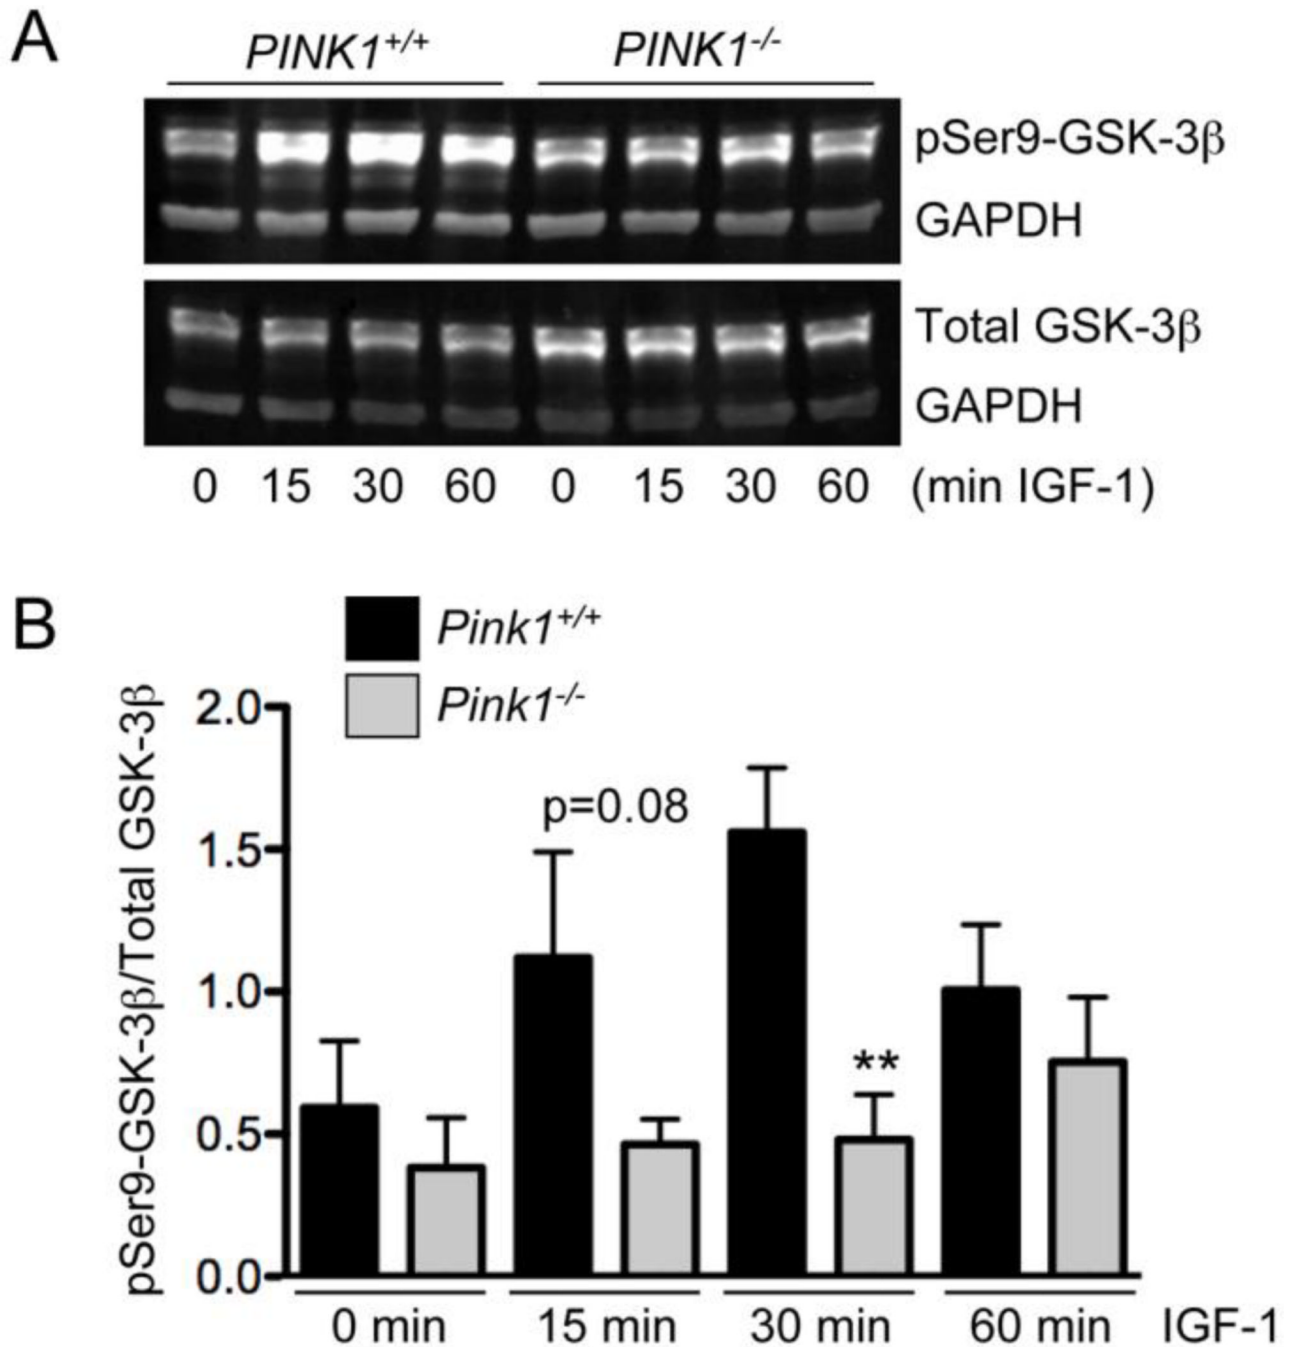 A
PINK1+/+ PINK1-/-
pSer9-GSK-3β
GAPDH
Total GSK-3β
GAPDH
0 15 30 60 0 15 30 60 (min IGF-1)
B
Pink1+/+
Pink1-/-
pSer9-GSK-3β/Total GSK-3β
2.0
1.5
1.0
0.5
0.0
p=0.08
**
0 min 15 min 30 min 60 min IGF-1